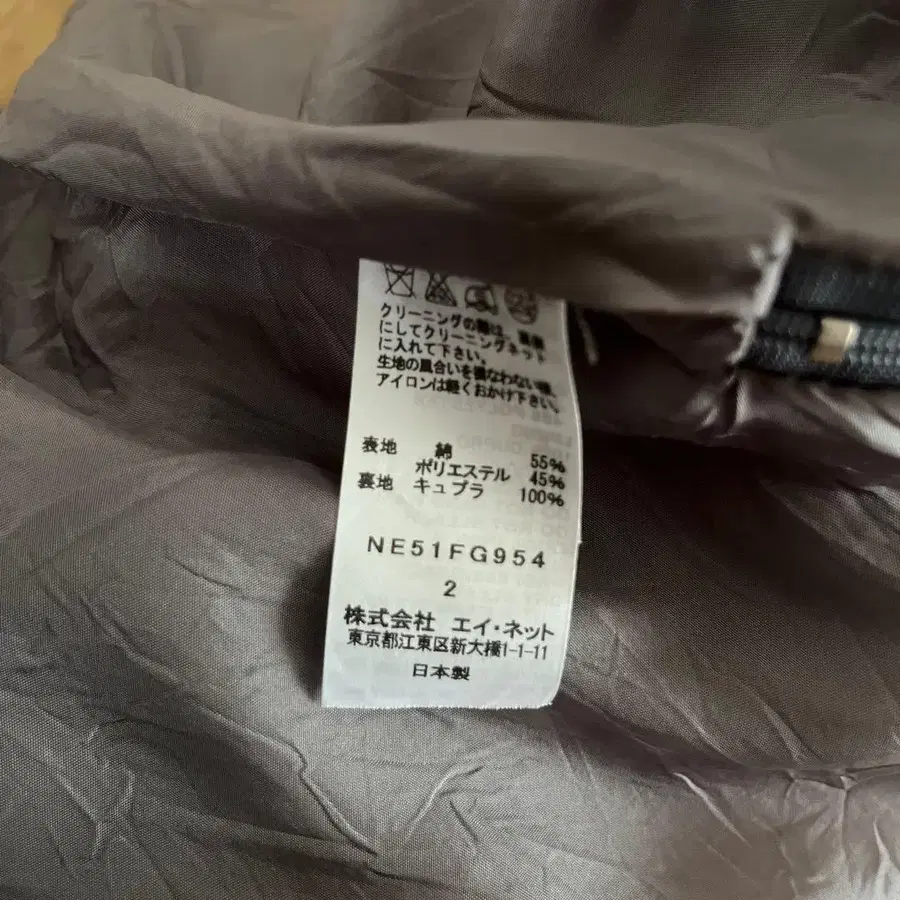 クリーニングの際は、裏側
にしてクリーニングネット
に入れて下さい。
生地の風合いを損なわない様、
アイロンは軽くおかけ下さい。
表地 綿 55%
ポリエステル 45%
裏地 キュプラ 100%
NE51FG954
2
株式会社 エイ・ネット
東京都江東区新大橋1-1-11
日本製